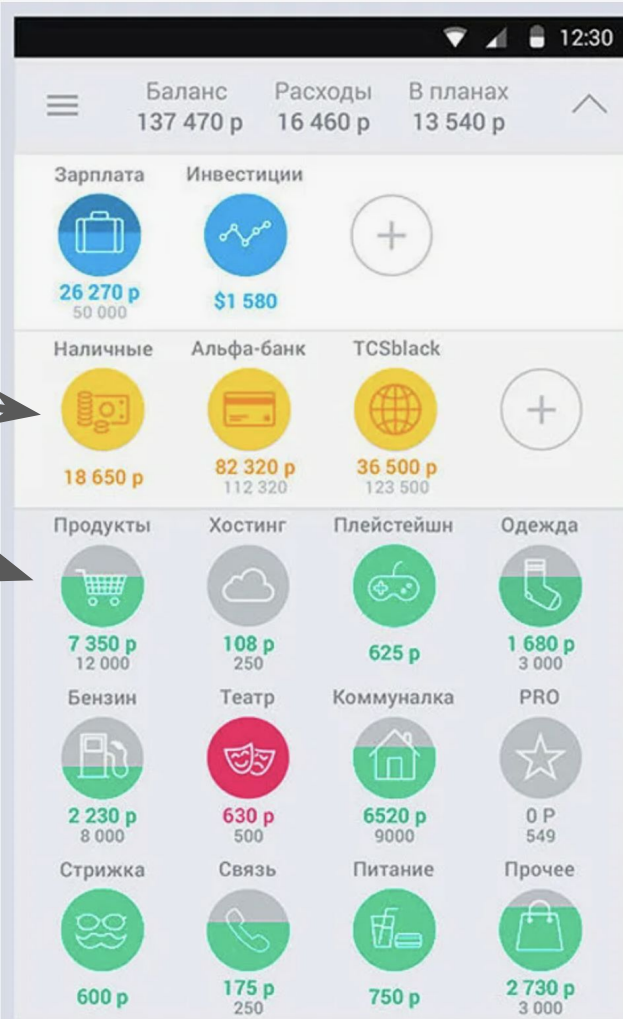 12:30
Баланс Расходы В планах
137 470 р 16 460 р 13 540 р
Зарплата Инвестиции
26 270 р $1 580
50 000
Наличные Альфа-банк TCSblack
18 650 р 82 320 р 36 500 р
112 320 123 500
Продукты Хостинг Плейстейшн Одежда
7 350 р 108 р 625 р 1 680 р
12 000 250 3 000
Бензин Театр Коммуналка PRO
2 230 р 630 р 6520 р 0 Р
8 000 500 9000 549
Стрижка Связь Питание Прочее
600 р 175 р 750 р 2 730 р
250 3 000